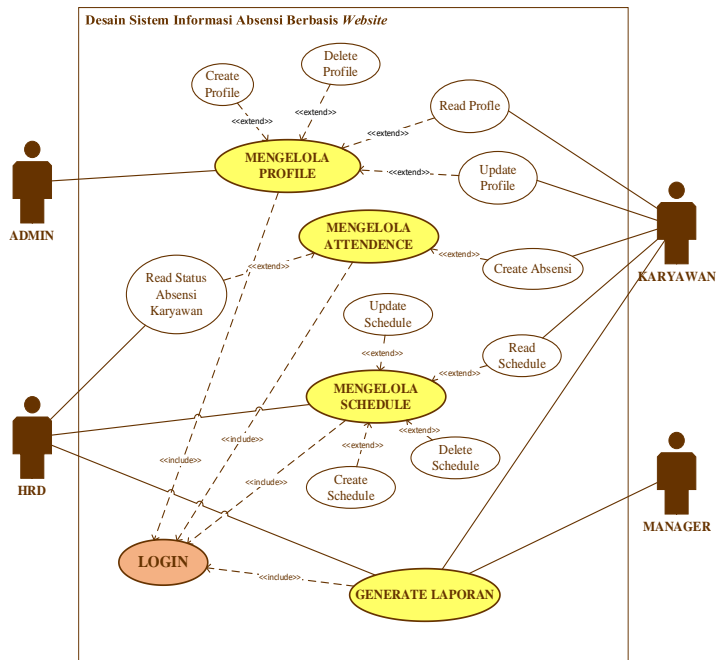 Desain Sistem Informasi Absensi Berbasis Website
Create
Profile
Delete
Profile
Read Profle
<<extend>>
<<extend>>
<<extend>>
MENGELOLA
PROFILE
<<extend>>
Update
Profile
ADMIN
KARYAWAN
MENGELOLA
ATTENDENCE
<<extend>>
<<extend>>
Create Absensi
Read Status
Absensi
Karyawan
Update
Schedule
<<extend>>
Read
Schedule
<<extend>>
MENGELOLA
SCHEDULE
<<extend>>
<<extend>>
Delete
Schedule
Create
Schedule
<<include>>
<<include>>
<<include>>
HRD
MANAGER
LOGIN
<<include>>
GENERATE LAPORAN